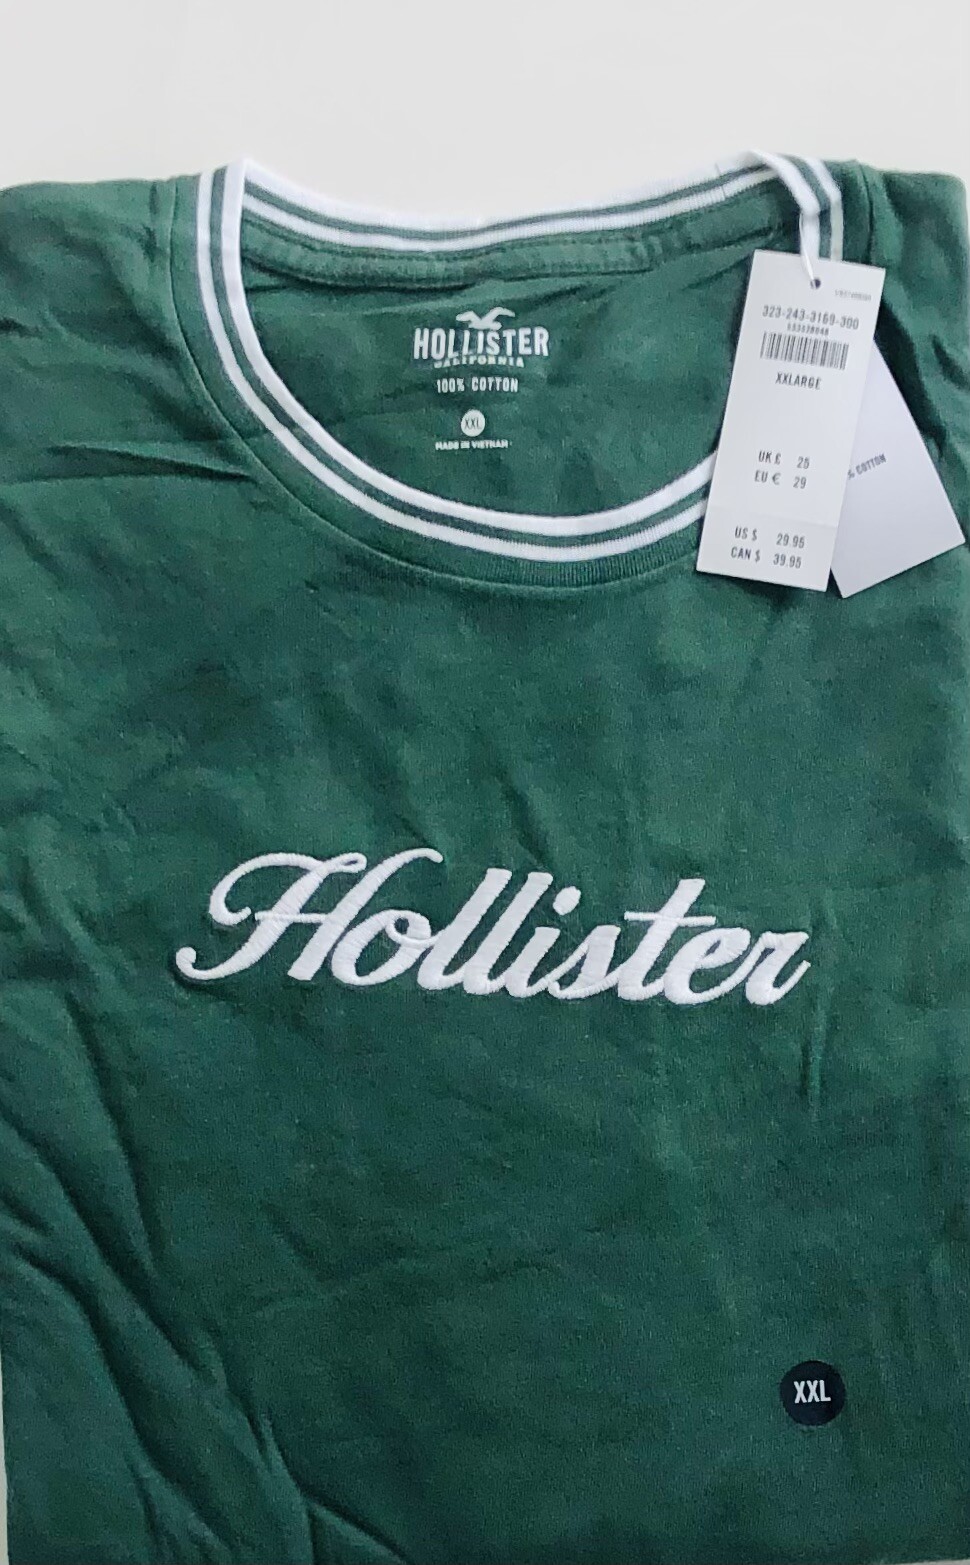 323-243-3169-300
XXLARGE
UK £ 25
EU € 29
US $ 29.95
CAN $ 39.95
% COTTON
HOLLISTER
CALIFORNIA
100% COTTON
XXL
MADE IN VIETNAM
Hollister
XXL